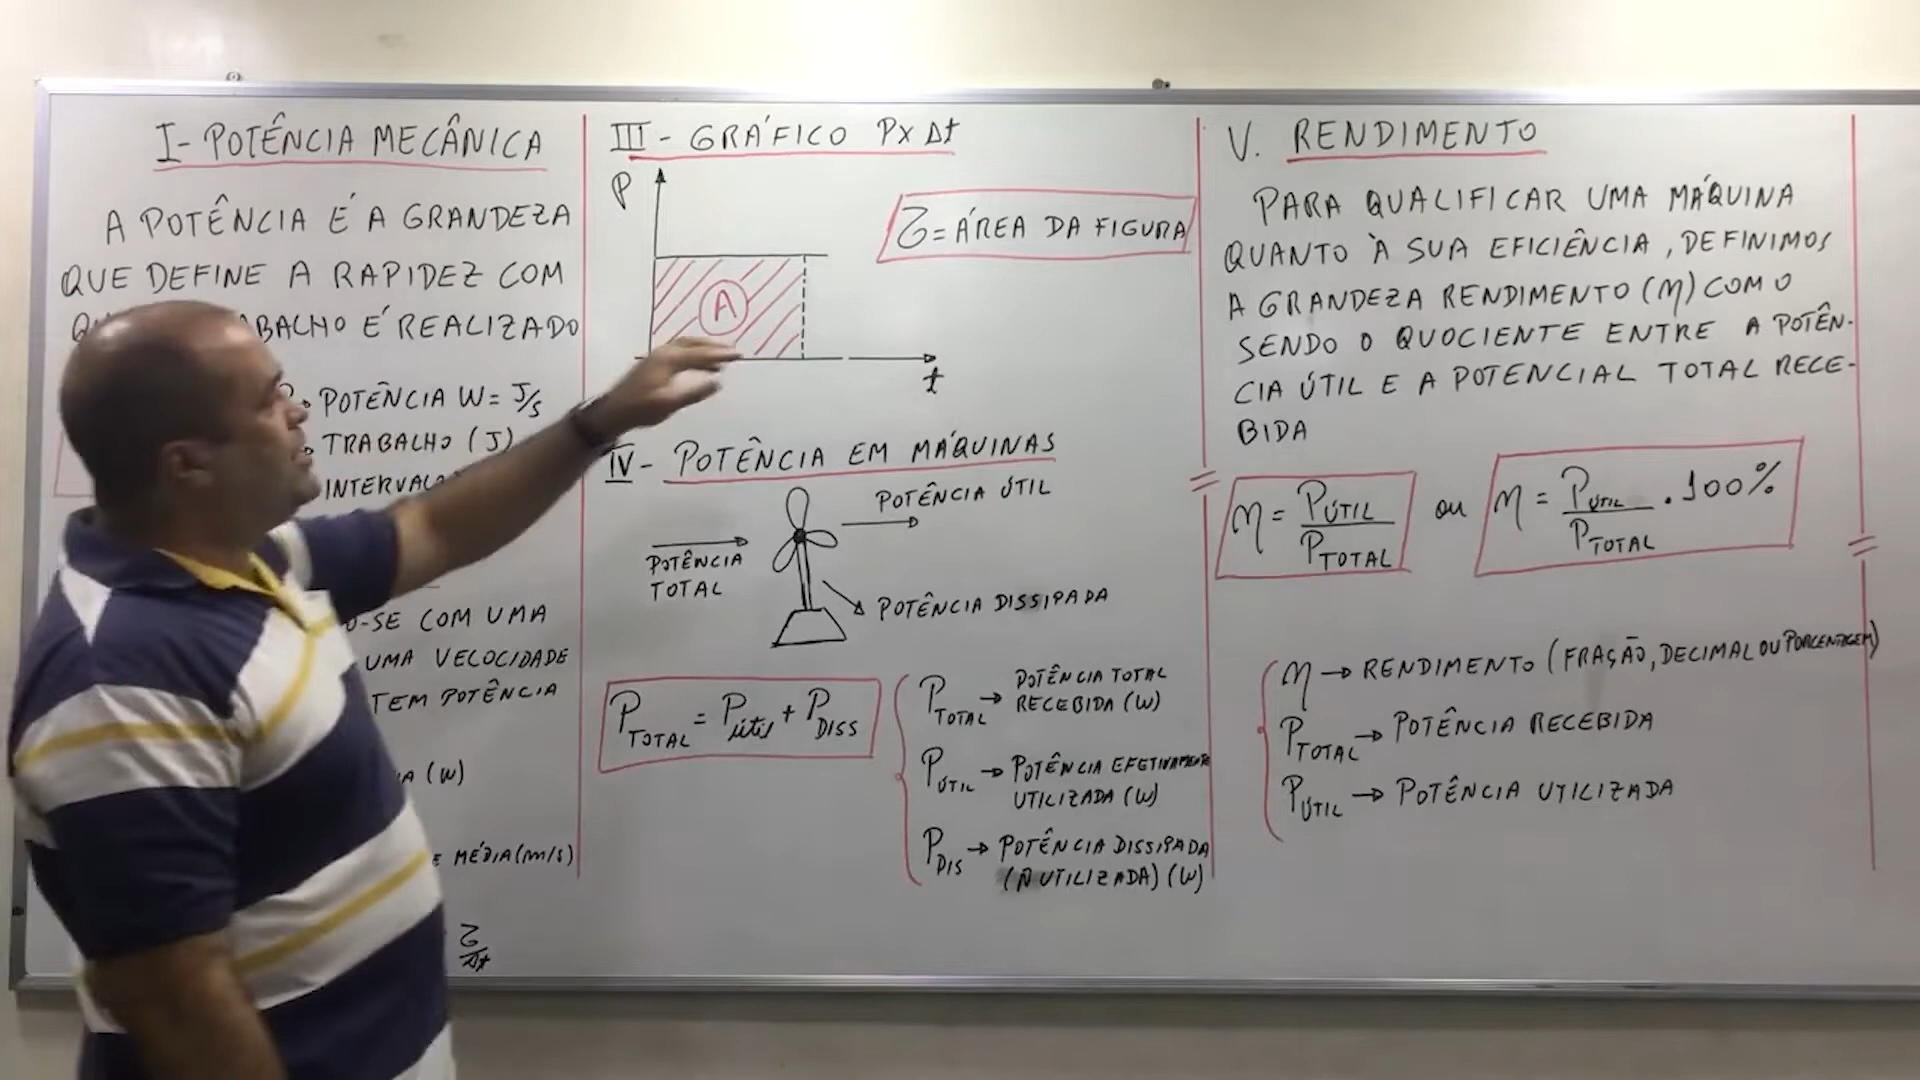 I- POTÊNCIA MECÂNICA
A POTÊNCIA É A GRANDEZA
QUE DEFINE A RAPIDEZ COM
É REALIZADO
POTÊNCIA W = J/s
TRABALHO (J)
O-SE COM UMA
UMA VELOCIDADE
TEM POTÊNCIA
(W)
E MÉDIA (m/s)
τ/Δt
III - GRÁFICO P x Δt
P
τ = ÁREA DA FIGURA
A
t
IV - POTÊNCIA EM MÁQUINAS
POTÊNCIA ÚTIL
POTÊNCIA
TOTAL
POTÊNCIA DISSIPADA
P TOTAL = P útil + P DISS
P TOTAL → POTÊNCIA TOTAL
RECEBIDA (W)
P ÚTIL → POTÊNCIA EFETIVAMENTE
UTILIZADA (W)
P DIS → POTÊNCIA DISSIPADA
(Ñ UTILIZADA) (W)
V. RENDIMENTO
PARA QUALIFICAR UMA MÁQUINA
QUANTO À SUA EFICIÊNCIA, DEFINIMOS
A GRANDEZA RENDIMENTO (η) COMO
SENDO O QUOCIENTE ENTRE A POTÊN-
CIA ÚTIL E A POTENCIAL TOTAL RECE-
BIDA
η = P ÚTIL / P TOTAL ou η = P ÚTIL / P TOTAL . 100%
η → RENDIMENTO (FRAÇÃO, DECIMAL OU PORCENTAGEM)
P TOTAL → POTÊNCIA RECEBIDA
P ÚTIL → POTÊNCIA UTILIZADA